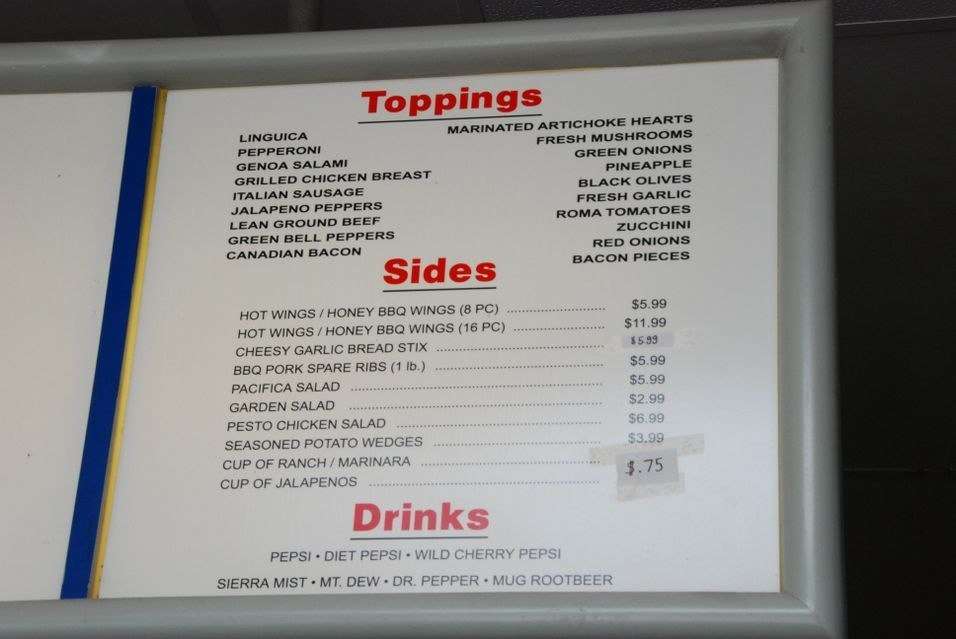 Toppings
LINGUICA
PEPPERONI
GENOA SALAMI
GRILLED CHICKEN BREAST
ITALIAN SAUSAGE
JALAPENO PEPPERS
LEAN GROUND BEEF
GREEN BELL PEPPERS
CANADIAN BACON
MARINATED ARTICHOKE HEARTS
FRESH MUSHROOMS
GREEN ONIONS
PINEAPPLE
BLACK OLIVES
FRESH GARLIC
ROMA TOMATOES
ZUCCHINI
RED ONIONS
BACON PIECES
Sides
HOT WINGS / HONEY BBQ WINGS (8 PC) $5.99
HOT WINGS / HONEY BBQ WINGS (16 PC) $11.99
CHEESY GARLIC BREAD STIX $5.99
BBQ PORK SPARE RIBS (1 lb.) $5.99
PACIFICA SALAD $5.99
GARDEN SALAD $2.99
PESTO CHICKEN SALAD $6.99
SEASONED POTATO WEDGES $3.99
CUP OF RANCH / MARINARA $.75
CUP OF JALAPENOS
Drinks
PEPSI • DIET PEPSI • WILD CHERRY PEPSI
SIERRA MIST • MT. DEW • DR. PEPPER • MUG ROOTBEER